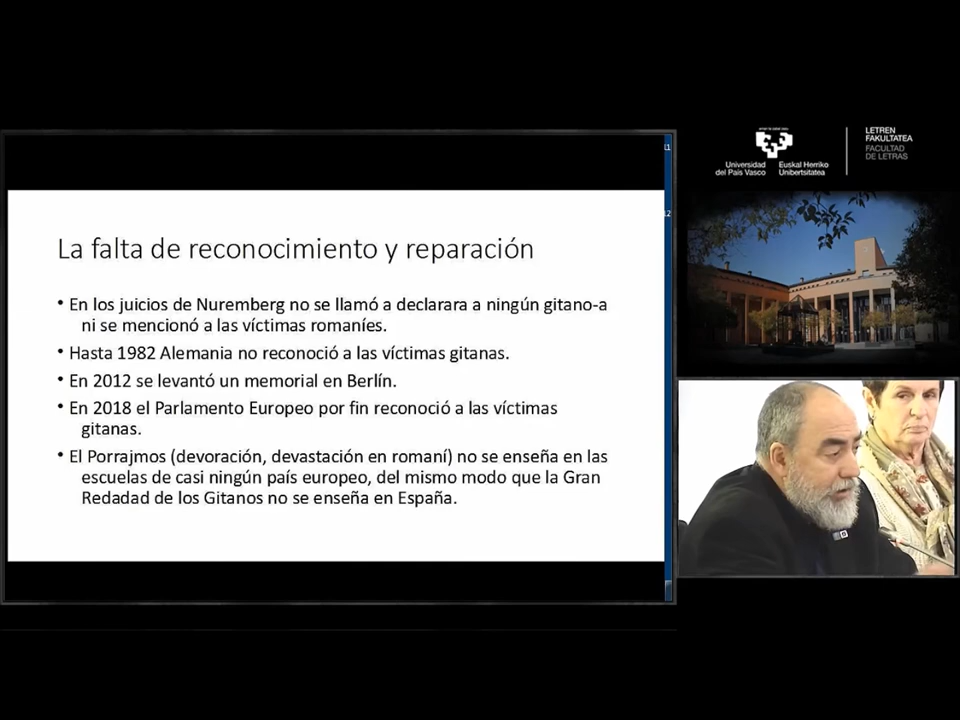 La falta de reconocimiento y reparación
• En los juicios de Nuremberg no se llamó a declarara a ningún gitano-a
ni se mencionó a las víctimas romaníes.
• Hasta 1982 Alemania no reconoció a las víctimas gitanas.
• En 2012 se levantó un memorial en Berlín.
• En 2018 el Parlamento Europeo por fin reconoció a las víctimas
gitanas.
• El Porrajmos (devoración, devastación en romaní) no se enseña en las
escuelas de casi ningún país europeo, del mismo modo que la Gran
Redadad de los Gitanos no se enseña en España.
11
12
Universidad
del País Vasco
Euskal Herriko
Unibertsitatea
LETREN
FAKULTATEA
FACULTAD
DE LETRAS